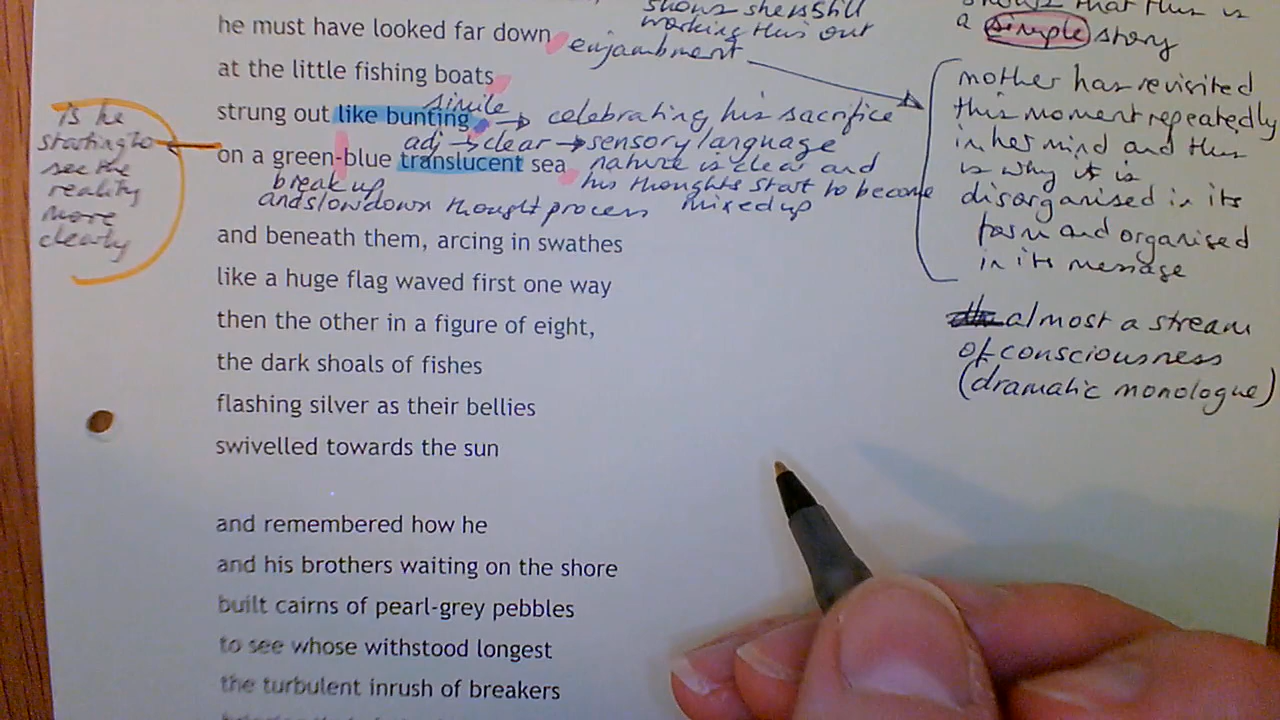 shows she is still
working this out
shows that this is
a simple story
he must have looked far down
enjambment
at the little fishing boats
simile
strung out like bunting
→ celebrating his sacrifice
adj → clear → sensory language
on a green-blue translucent sea
nature is clear and
his thoughts start to become
mixed up
break up
and slow down thought process
is he
starting to
see the
reality
more
clearly
mother has revisited
this moment repeatedly
in her mind and this
is why it is
disorganised in its
form and organised
in its message
almost a stream
of consciousness
(dramatic monologue)
and beneath them, arcing in swathes
like a huge flag waved first one way
then the other in a figure of eight,
the dark shoals of fishes
flashing silver as their bellies
swivelled towards the sun
and remembered how he
and his brothers waiting on the shore
built cairns of pearl-grey pebbles
to see whose withstood longest
the turbulent inrush of breakers